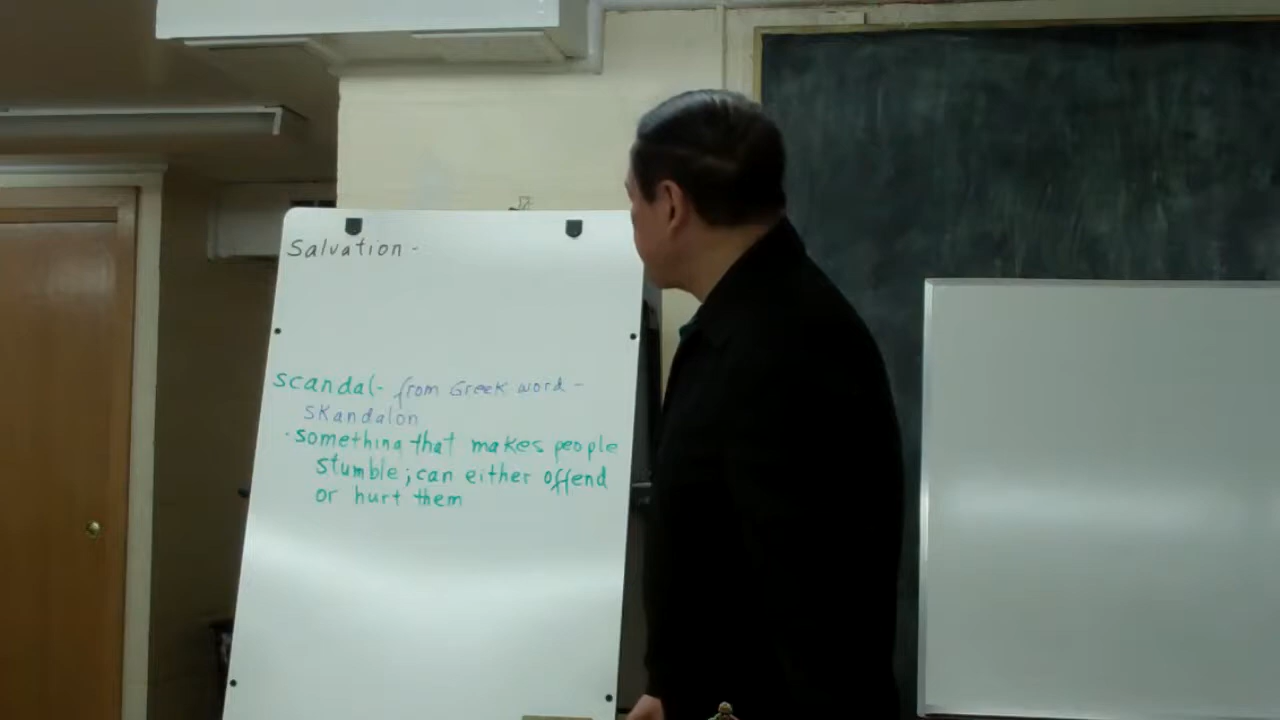 Salvation -
scandal - from Greek word -
skandalon
· something that makes people
stumble; can either offend
or hurt them